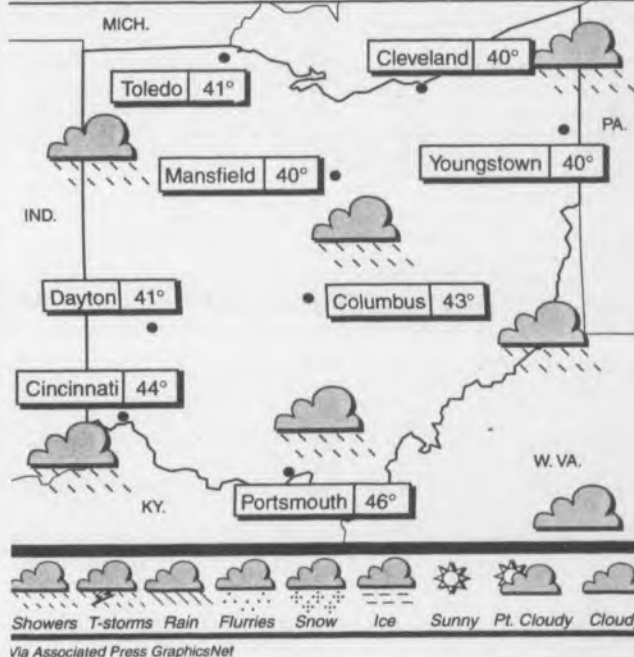 MICH.
Cleveland 40°
Toledo 41°
PA.
Youngstown 40°
Mansfield 40°
IND.
Dayton 41°
Columbus 43°
Cincinnati 44°
W. VA.
KY.
Portsmouth 46°
Showers T-storms Rain Flurries Snow Ice Sunny Pt. Cloudy Cloudy
Via Associated Press GraphicsNet